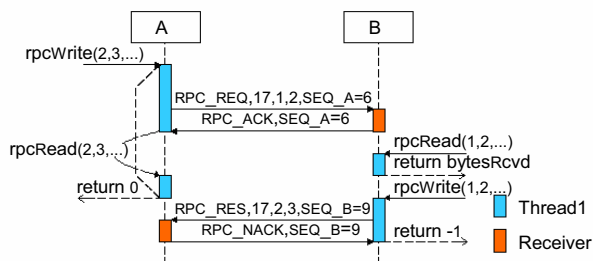 A
B
rpcWrite(2,3,...)
RPC_REQ,17,1,2,SEQ_A=6
RPC_ACK,SEQ_A=6
rpcRead(1,2,...)
rpcRead(2,3,...)
return bytesRcvd
return 0
rpcWrite(1,2,...)
RPC_RES,17,2,3,SEQ_B=9
Thread1
RPC_NACK,SEQ_B=9
return -1
Receiver